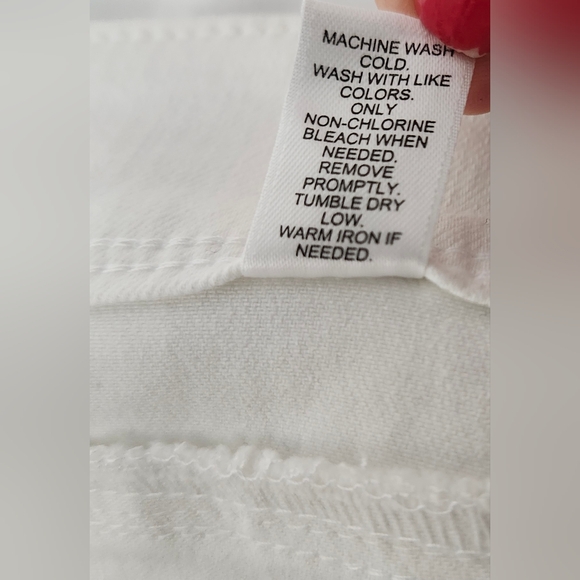 MACHINE WASH
COLD.
WASH WITH LIKE
COLORS.
ONLY
NON-CHLORINE
BLEACH WHEN
NEEDED.
REMOVE
PROMPTLY.
TUMBLE DRY
LOW.
WARM IRON IF
NEEDED.